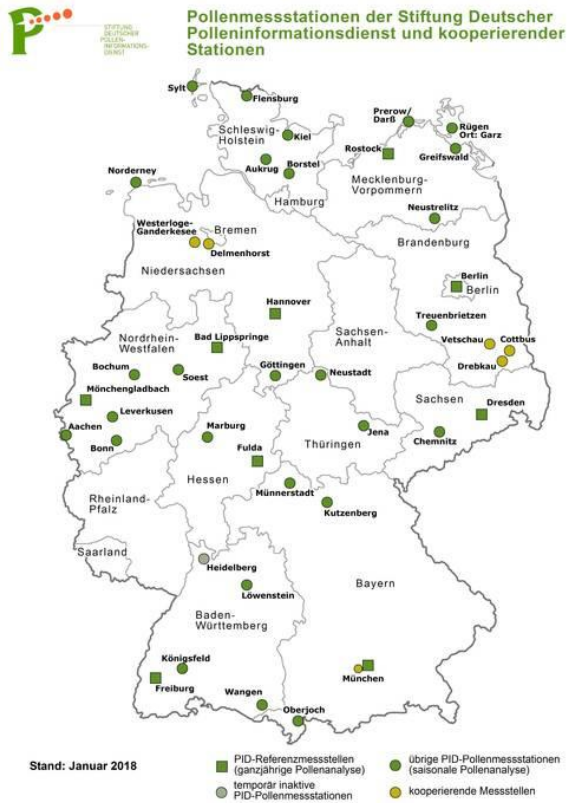 STIFTUNG
DEUTSCHER
POLLEN-
INFORMATIONS-
DIENST
Pollenmessstationen der Stiftung Deutscher
Polleninformationsdienst und kooperierender
Stationen
Sylt
Flensburg
Schleswig-
Holstein
Kiel
Aukrug
Borstel
Hamburg
Prerow/
Darß
Rügen
Ort: Garz
Rostock
Greifswald
Mecklenburg-
Vorpommern
Neustrelitz
Norderney
Westerloge-
Ganderkesee
Bremen
Delmenhorst
Niedersachsen
Brandenburg
Berlin
Berlin
Hannover
Treuenbrietzen
Sachsen-
Anhalt
Vetschau
Cottbus
Drebkau
Nordrhein-
Westfalen
Bad Lippspringe
Bochum
Soest
Göttingen
Neustadt
Mönchengladbach
Leverkusen
Aachen
Bonn
Sachsen
Dresden
Chemnitz
Marburg
Fulda
Hessen
Thüringen
Jena
Münnerstadt
Kutzenberg
Rheinland-
Pfalz
Saarland
Heidelberg
Löwenstein
Bayern
Baden-
Württemberg
Königsfeld
Freiburg
Wangen
München
Oberjoch
Stand: Januar 2018
PID-Referenzmessstellen
(ganzjährige Pollenanalyse)
temporär inaktive
PID-Pollenmessstationen
übrige PID-Pollenmessstationen
(saisonale Pollenanalyse)
kooperierende Messstellen